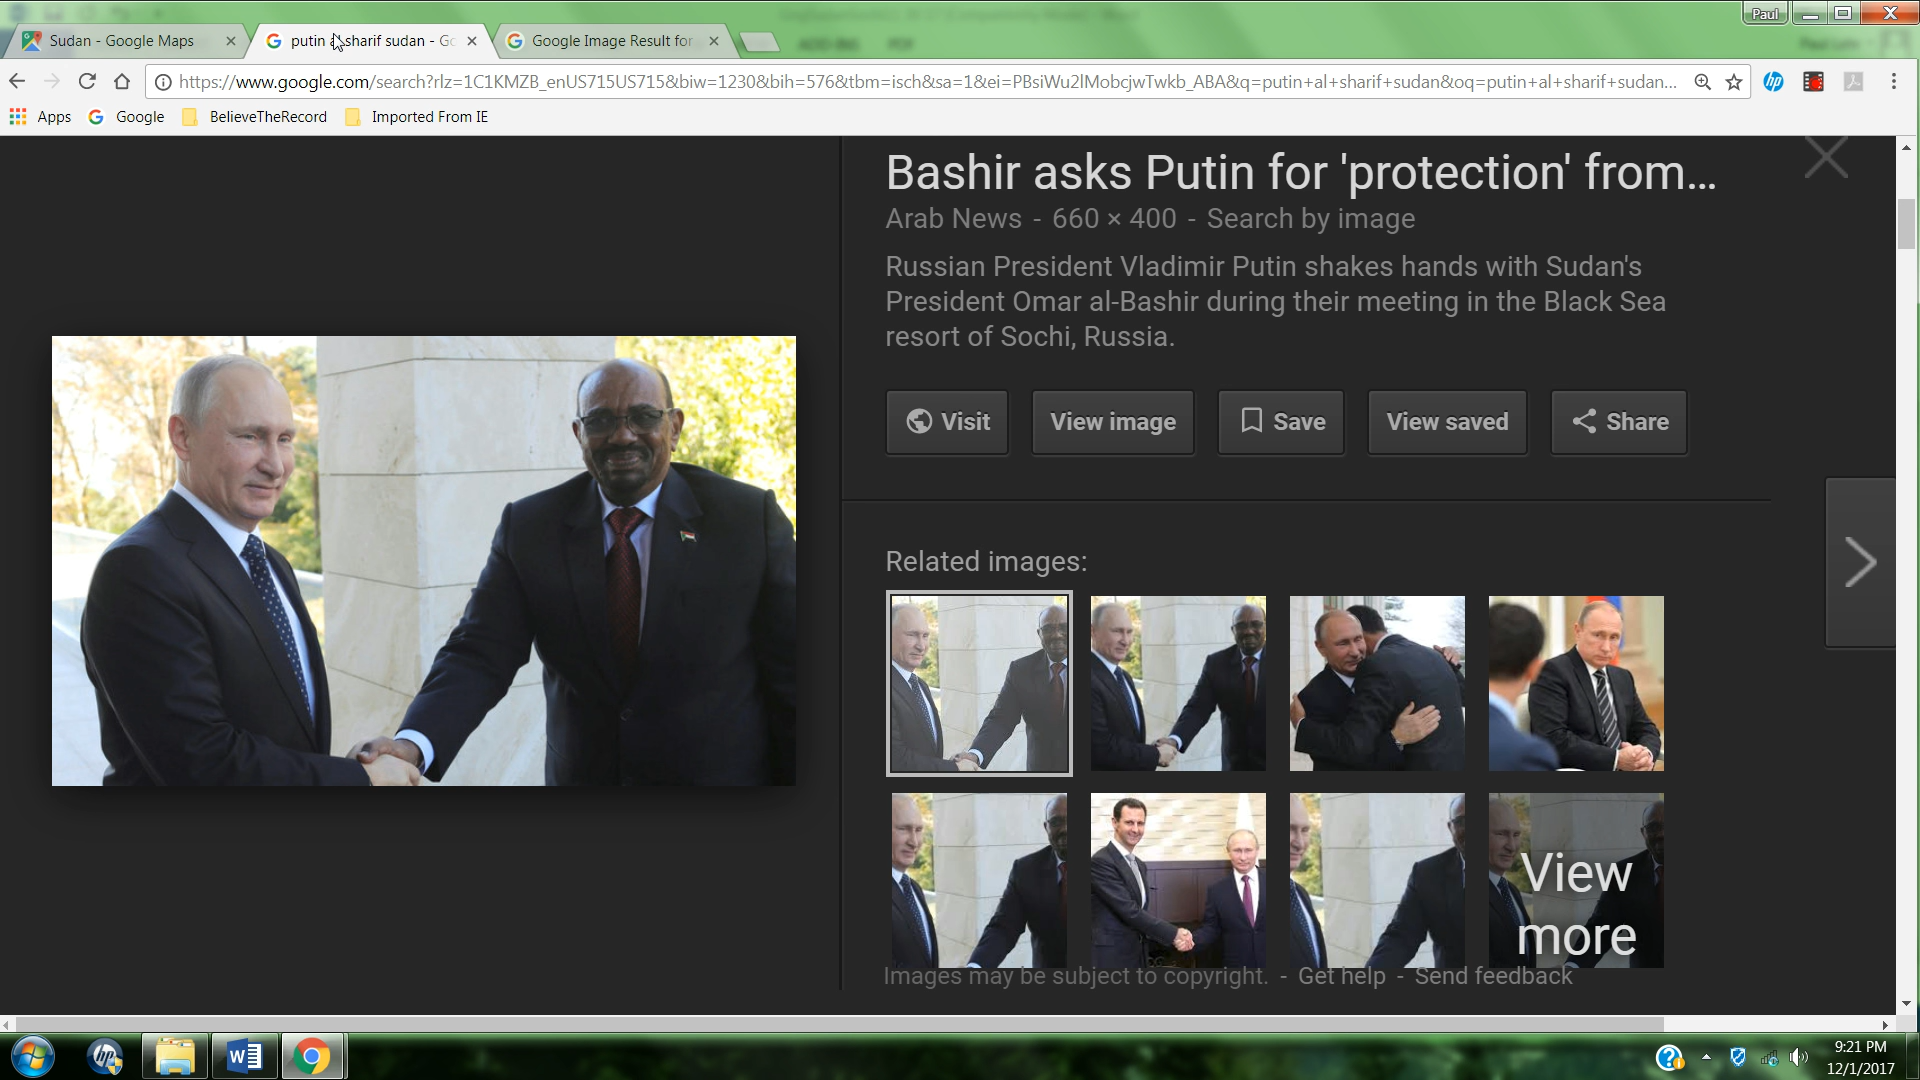 Paul
Sudan - Google Maps
putin al sharif sudan - Go
Google Image Result for
https://www.google.com/search?rlz=1C1KMZB_enUS715US715&biw=1230&bih=576&tbm=isch&sa=1&ei=PBsiWu2lMobcjwTwkb_ABA&q=putin+al+sharif+sudan&oq=putin+al+sharif+sudan...
Apps
Google
BelieveTheRecord
Imported From IE
Bashir asks Putin for 'protection' from...
Arab News - 660 × 400 - Search by image
Russian President Vladimir Putin shakes hands with Sudan's
President Omar al-Bashir during their meeting in the Black Sea
resort of Sochi, Russia.
Visit
View image
Save
View saved
Share
Related images:
View
more
Images may be subject to copyright. - Get help - Send feedback
9:21 PM
12/1/2017